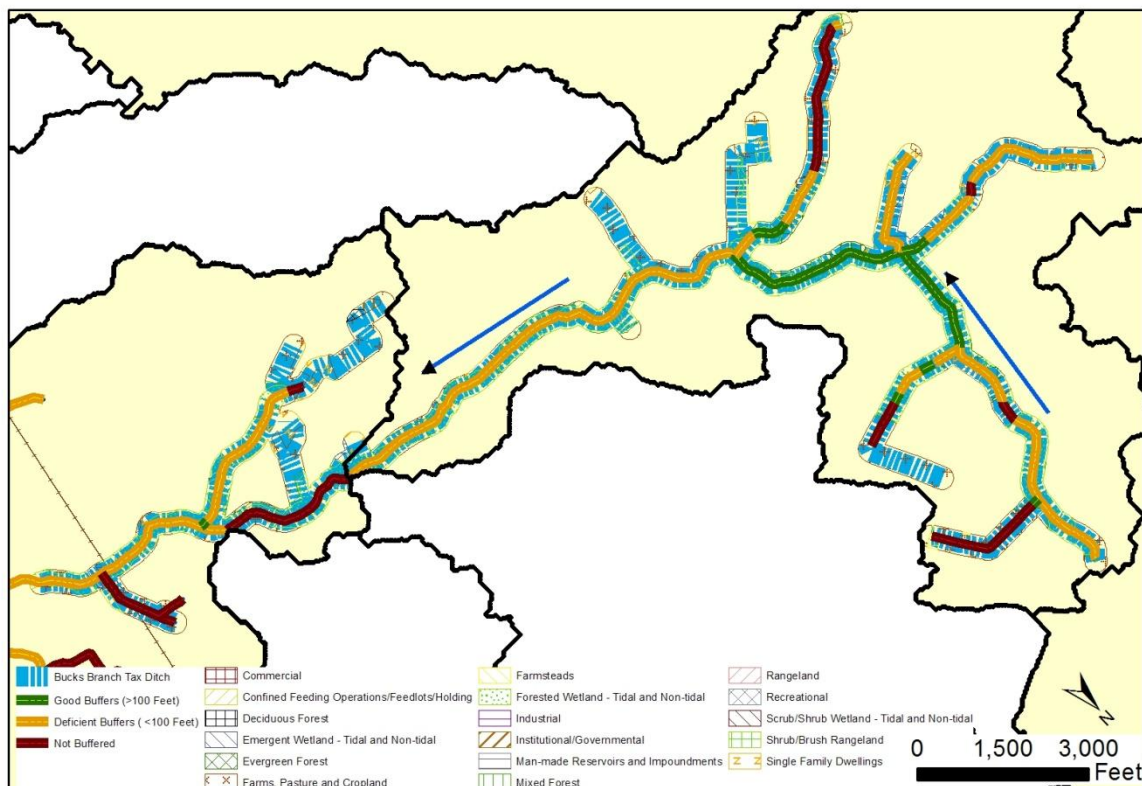 Bucks Branch Tax Ditch
Good Buffers (>100 Feet)
Deficient Buffers ( <100 Feet)
Not Buffered
Commercial
Confined Feeding Operations/Feedlots/Holding
Deciduous Forest
Emergent Wetland - Tidal and Non-tidal
Evergreen Forest
Farms, Pasture and Cropland
Farmsteads
Forested Wetland - Tidal and Non-tidal
Industrial
Institutional/Governmental
Man-made Reservoirs and Impoundments
Mixed Forest
Rangeland
Recreational
Scrub/Shrub Wetland - Tidal and Non-tidal
Shrub/Brush Rangeland
Single Family Dwellings
N
0 1,500 3,000
Feet